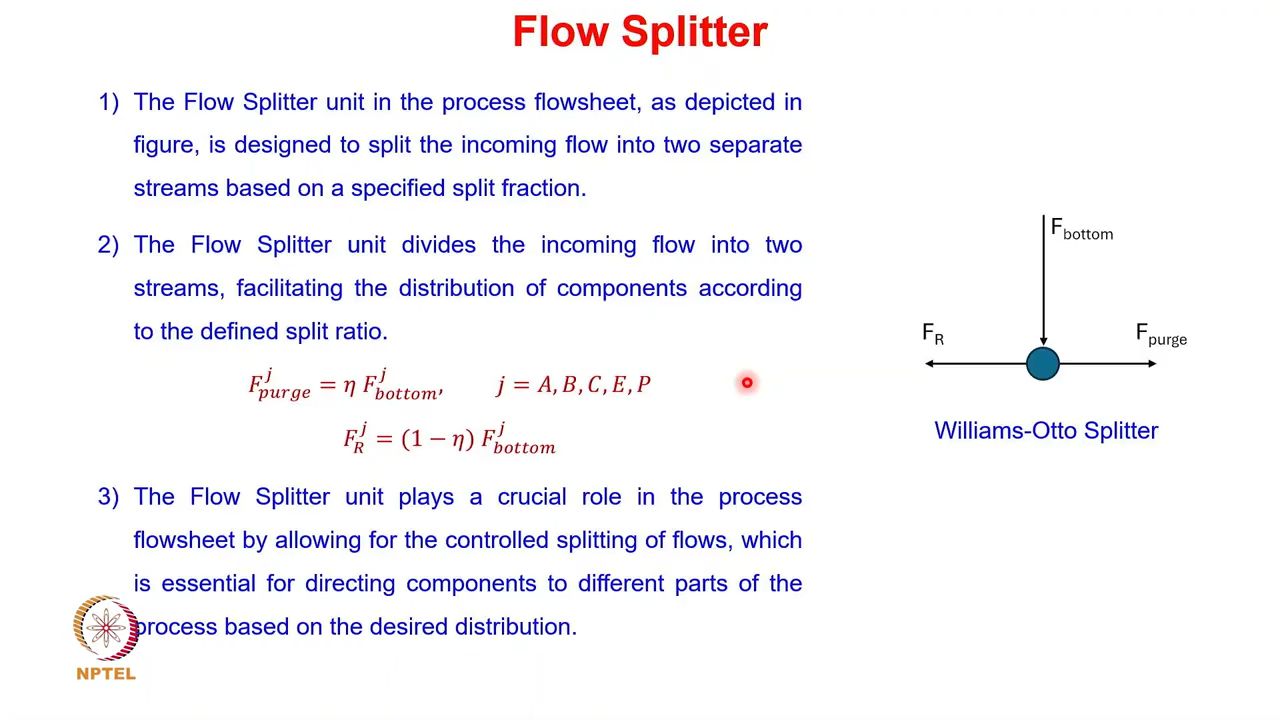 Flow Splitter
1) The Flow Splitter unit in the process flowsheet, as depicted in
figure, is designed to split the incoming flow into two separate
streams based on a specified split fraction.
2) The Flow Splitter unit divides the incoming flow into two
streams, facilitating the distribution of components according
to the defined split ratio.
F^j_purge = η F^j_bottom, j = A, B, C, E, P
F^j_R = (1 − η) F^j_bottom
3) The Flow Splitter unit plays a crucial role in the process
flowsheet by allowing for the controlled splitting of flows, which
is essential for directing components to different parts of the
process based on the desired distribution.
F_bottom
F_R
F_purge
Williams-Otto Splitter
NPTEL